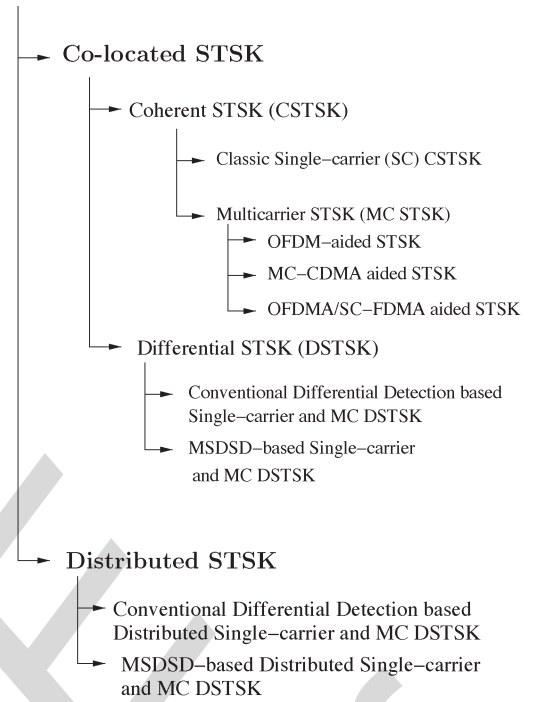 Co-located STSK
Coherent STSK (CSTSK)
Classic Single−carrier (SC) CSTSK
Multicarrier STSK (MC STSK)
OFDM−aided STSK
MC−CDMA aided STSK
OFDMA/SC−FDMA aided STSK
Differential STSK (DSTSK)
Conventional Differential Detection based
Single−carrier and MC DSTSK
MSDSD−based Single−carrier
and MC DSTSK
Distributed STSK
Conventional Differential Detection based
Distributed Single−carrier and MC DSTSK
MSDSD−based Distributed Single−carrier
and MC DSTSK